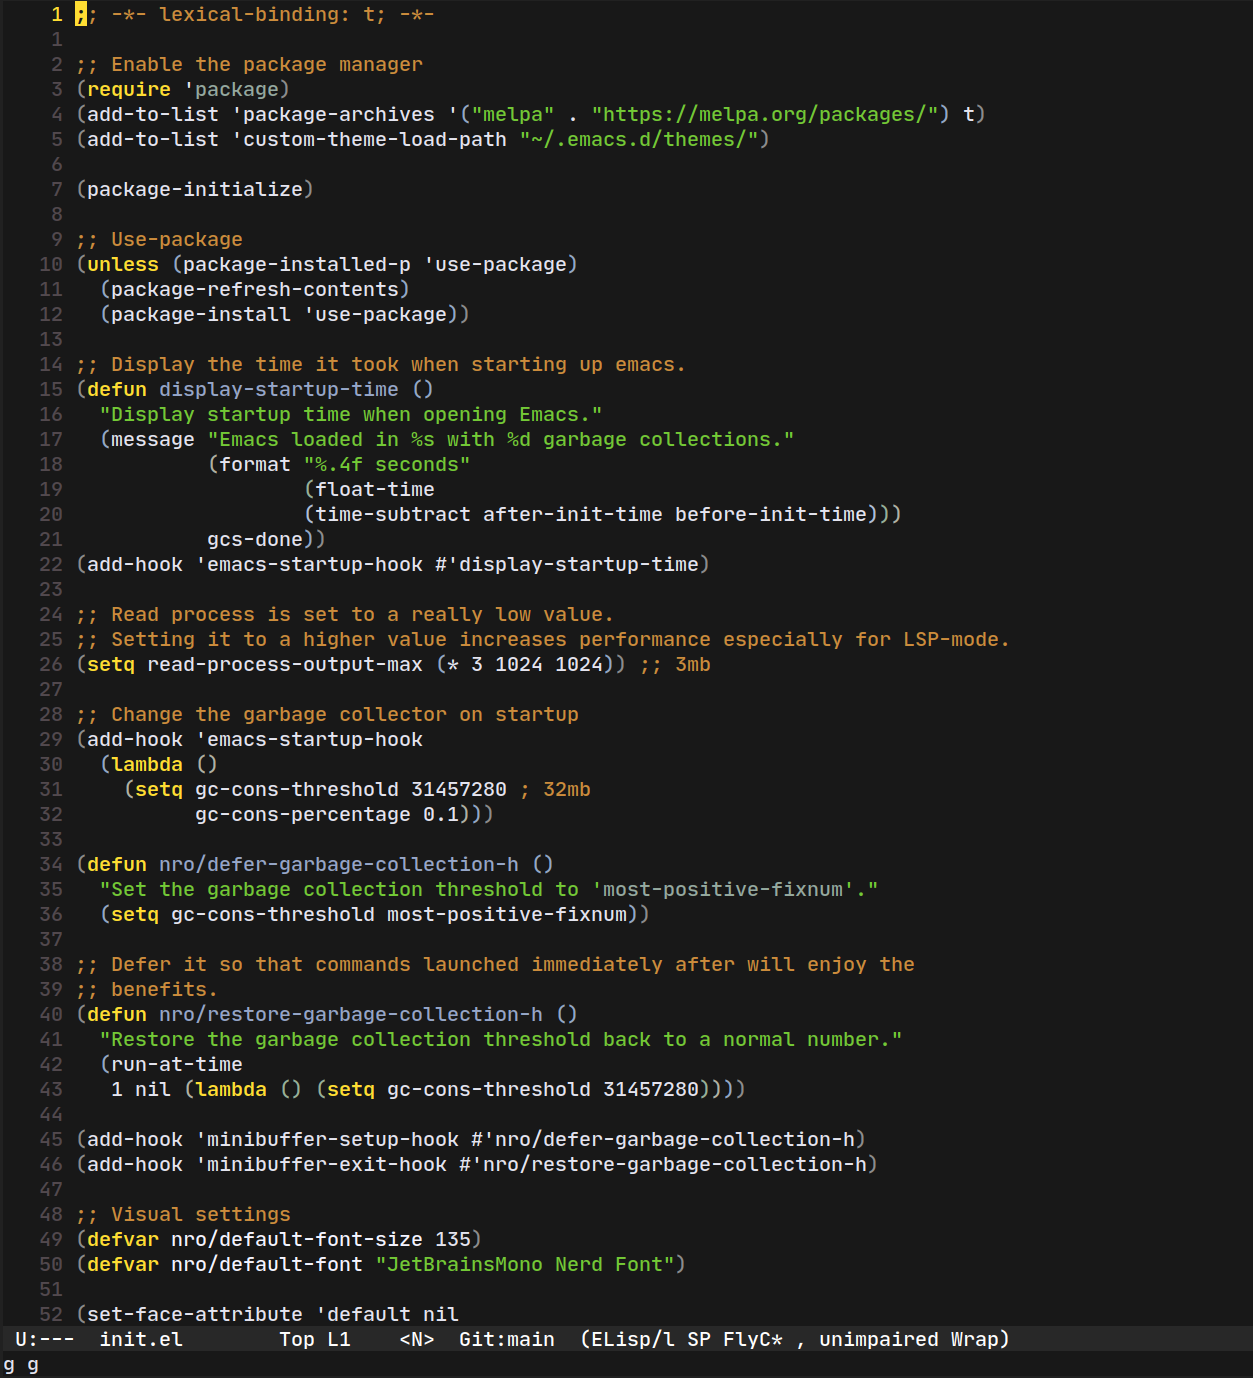 1 ;; -*- lexical-binding: t; -*-
1
2 ;; Enable the package manager
3 (require 'package)
4 (add-to-list 'package-archives '("melpa" . "https://melpa.org/packages/") t)
5 (add-to-list 'custom-theme-load-path "~/.emacs.d/themes/")
6
7 (package-initialize)
8
9 ;; Use-package
10 (unless (package-installed-p 'use-package)
11   (package-refresh-contents)
12   (package-install 'use-package))
13
14 ;; Display the time it took when starting up emacs.
15 (defun display-startup-time ()
16   "Display startup time when opening Emacs."
17   (message "Emacs loaded in %s with %d garbage collections."
18            (format "%.4f seconds"
19                    (float-time
20                    (time-subtract after-init-time before-init-time)))
21            gcs-done))
22 (add-hook 'emacs-startup-hook #'display-startup-time)
23
24 ;; Read process is set to a really low value.
25 ;; Setting it to a higher value increases performance especially for LSP-mode.
26 (setq read-process-output-max (* 3 1024 1024)) ;; 3mb
27
28 ;; Change the garbage collector on startup
29 (add-hook 'emacs-startup-hook
30   (lambda ()
31     (setq gc-cons-threshold 31457280 ; 32mb
32           gc-cons-percentage 0.1)))
33
34 (defun nro/defer-garbage-collection-h ()
35   "Set the garbage collection threshold to 'most-positive-fixnum'."
36   (setq gc-cons-threshold most-positive-fixnum))
37
38 ;; Defer it so that commands launched immediately after will enjoy the
39 ;; benefits.
40 (defun nro/restore-garbage-collection-h ()
41   "Restore the garbage collection threshold back to a normal number."
42   (run-at-time
43    1 nil (lambda () (setq gc-cons-threshold 31457280))))
44
45 (add-hook 'minibuffer-setup-hook #'nro/defer-garbage-collection-h)
46 (add-hook 'minibuffer-exit-hook #'nro/restore-garbage-collection-h)
47
48 ;; Visual settings
49 (defvar nro/default-font-size 135)
50 (defvar nro/default-font "JetBrainsMono Nerd Font")
51
52 (set-face-attribute 'default nil
U:---  init.el        Top L1    <N>  Git:main  (ELisp/l SP FlyC* , unimpaired Wrap)
g g